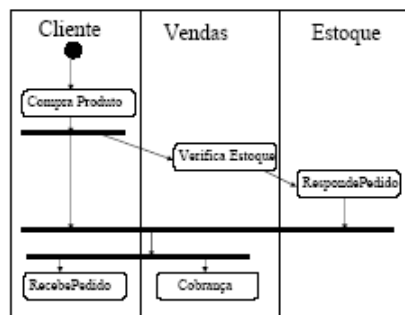 Cliente
Vendas
Estoque
Compra Produto
Verifica Estoque
RespondePedido
RecebePedido
Cobrança